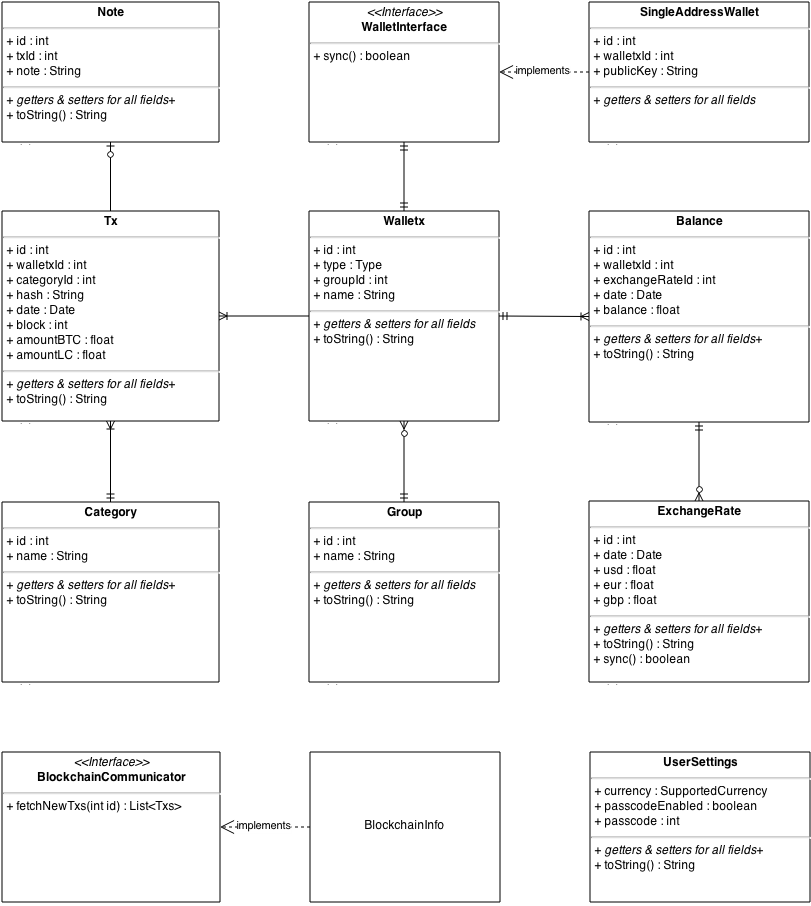 Note
+ id : int
+ txId : int
+ note : String
+ getters & setters for all fields+
+ toString() : String
<<Interface>>
WalletInterface
+ sync() : boolean
implements
SingleAddressWallet
+ id : int
+ walletxId : int
+ publicKey : String
+ getters & setters for all fields
Tx
+ id : int
+ walletxId : int
+ categoryId : int
+ hash : String
+ date : Date
+ block : int
+ amountBTC : float
+ amountLC : float
+ getters & setters for all fields+
+ toString() : String
Walletx
+ id : int
+ type : Type
+ groupId : int
+ name : String
+ getters & setters for all fields
+ toString() : String
Balance
+ id : int
+ walletxId : int
+ exchangeRateId : int
+ date : Date
+ balance : float
+ getters & setters for all fields+
+ toString() : String
Category
+ id : int
+ name : String
+ getters & setters for all fields+
+ toString() : String
Group
+ id : int
+ name : String
+ getters & setters for all fields
+ toString() : String
ExchangeRate
+ id : int
+ date : Date
+ usd : float
+ eur : float
+ gbp : float
+ getters & setters for all fields+
+ toString() : String
+ sync() : boolean
<<Interface>>
BlockchainCommunicator
+ fetchNewTxs(int id) : List<Txs>
implements
BlockchainInfo
UserSettings
+ currency : SupportedCurrency
+ passcodeEnabled : boolean
+ passcode : int
+ getters & setters for all fields+
+ toString() : String